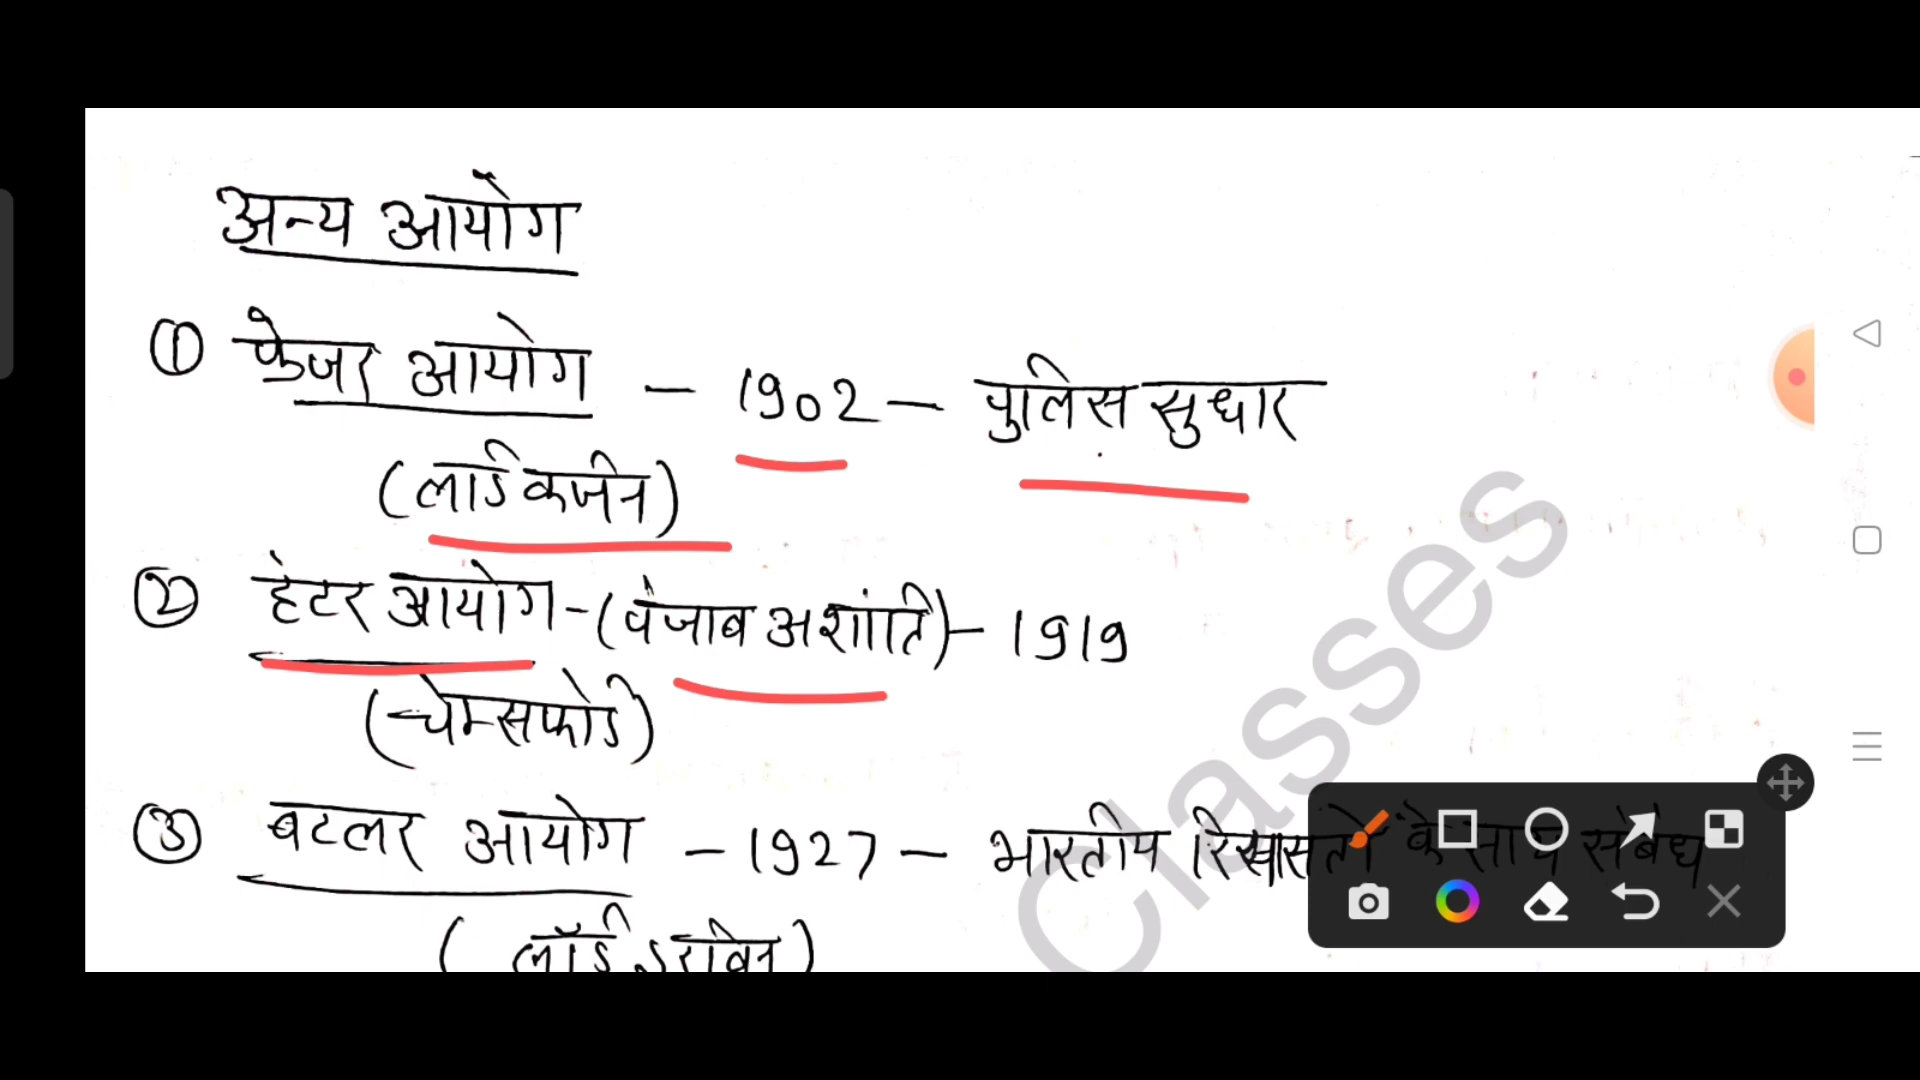 अन्य आयोग
① फ्रेजर आयोग – 1902 – पुलिस सुधार
(लार्ड कर्जन)
② हंटर आयोग – (पंजाब अशांति) – 1919
(चेम्सफोर्ड)
③ बटलर आयोग – 1927 – भारतीय रियासतों के साथ संबंध
(लॉर्ड इरविन)
Classes